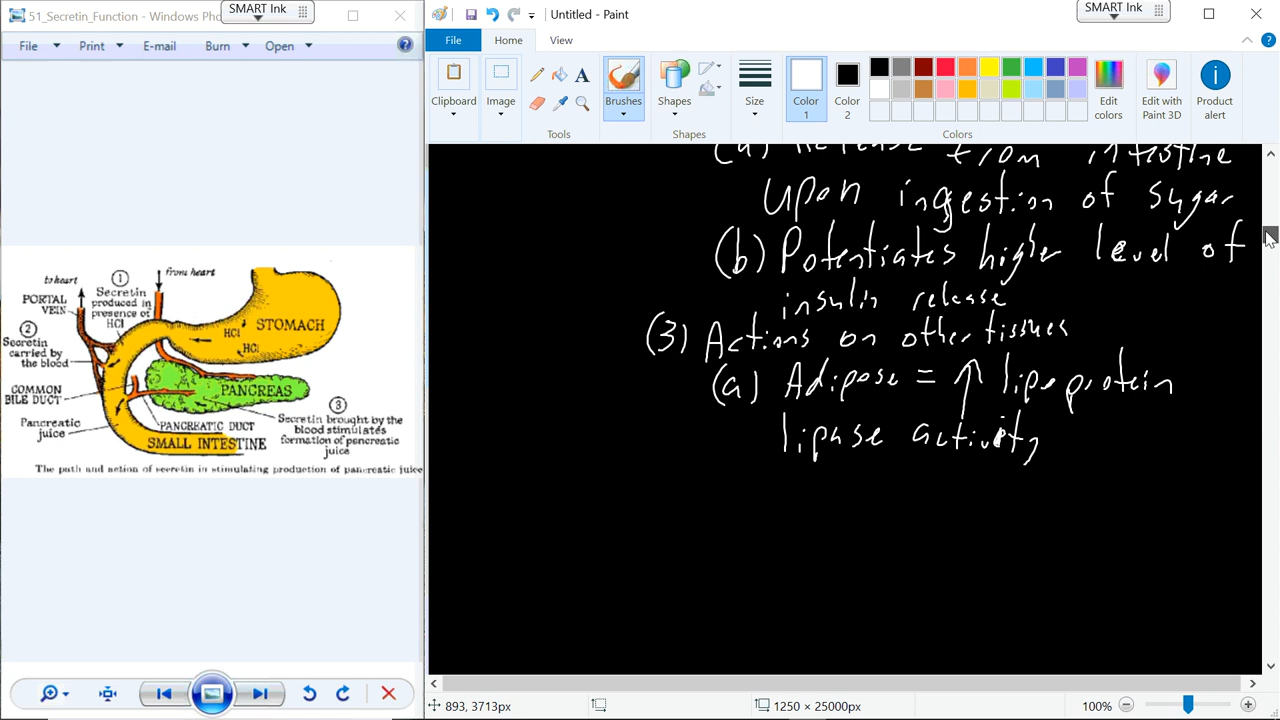 51_Secretin_Function - Windows Pho
SMART Ink
File Print E-mail Burn Open
to heart
from heart
PORTAL
VEIN
1
Secretin
produced in
presence of
HCl
STOMACH
HCl
HCl
2
Secretin
carried by
the blood
COMMON
BILE DUCT
PANCREAS
3
Pancreatic
juice
PANCREATIC DUCT
SMALL INTESTINE
Secretin brought by the
blood stimulates
formation of pancreatic
juice
The path and action of secretin in stimulating production of pancreatic juice
Untitled - Paint
SMART Ink
File Home View
Clipboard
Image
Tools
Brushes
Shapes
Shapes
Size
Color
1
Color
2
Colors
Edit
colors
Edit with
Paint 3D
Product
alert
(a) Release from intestine
upon ingestion of sugar
(b) Potentiates higher level of
insulin release
(3) Actions on other tissues
(a) Adipose = ↑ lipoprotein
lipase activity
893, 3713px
1250 × 25000px
100%